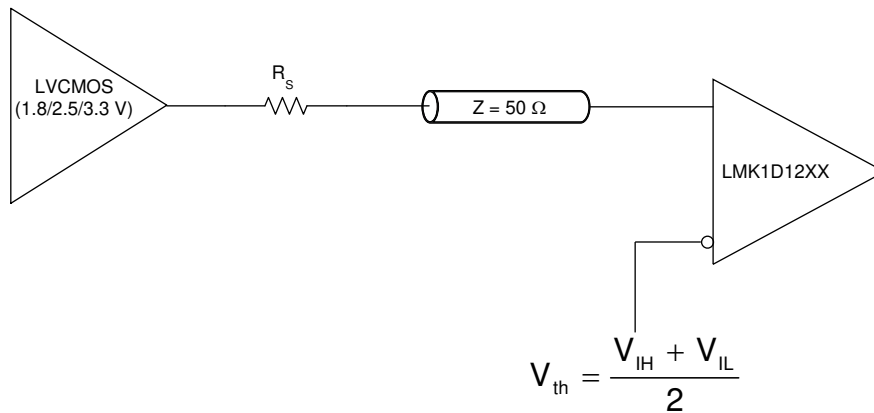 LVCMOS
(1.8/2.5/3.3 V)
R_S
Z = 50 Ω
LMK1D12XX
V_th = (V_IH + V_IL) / 2